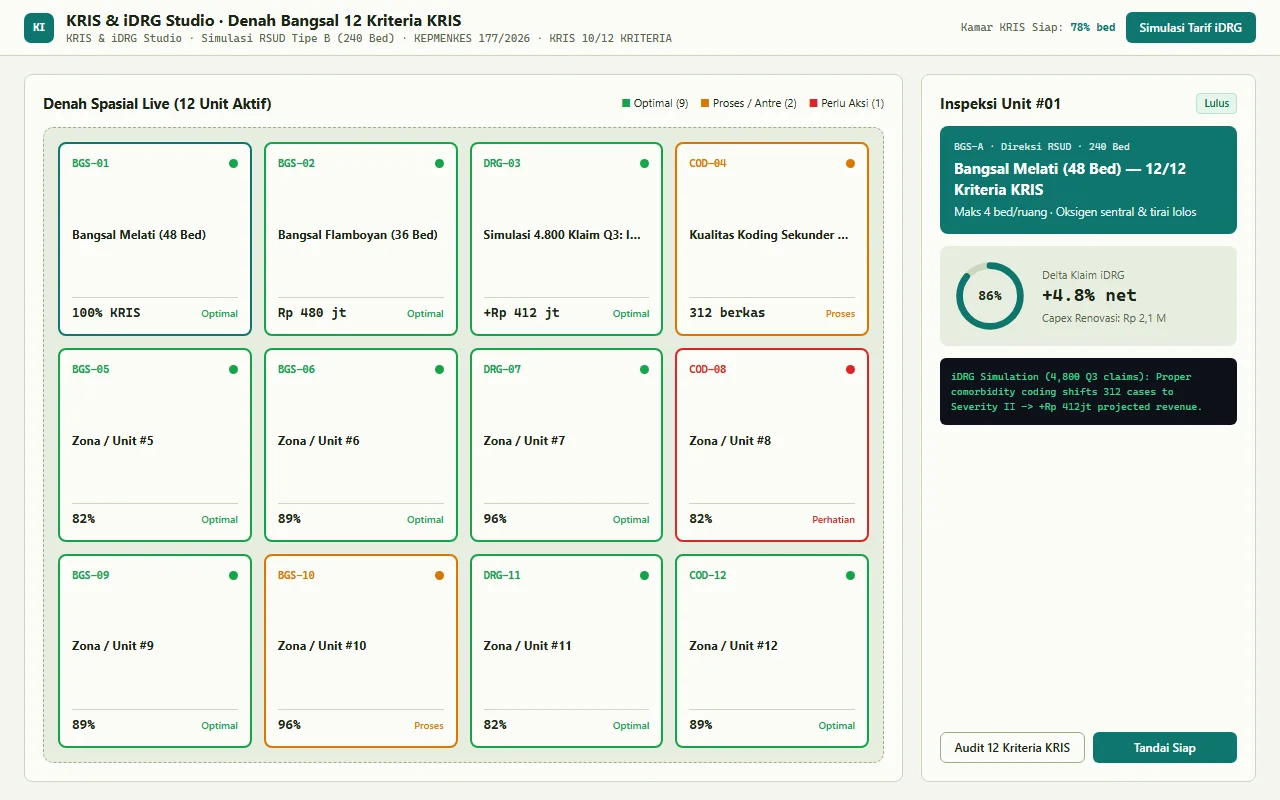 KI
KRIS & iDRG Studio · Denah Bangsal 12 Kriteria KRIS
KRIS & iDRG Studio · Simulasi RSUD Tipe B (240 Bed) · KEPMENKES 177/2026 · KRIS 10/12 KRITERIA
Kamar KRIS Siap: 78% bed
Simulasi Tarif iDRG
Denah Spasial Live (12 Unit Aktif)
Optimal (9)
Proses / Antre (2)
Perlu Aksi (1)
BGS-01
Bangsal Melati (48 Bed)
100% KRIS
Optimal
BGS-02
Bangsal Flamboyan (36 Bed)
Rp 480 jt
Optimal
DRG-03
Simulasi 4.800 Klaim Q3: I...
+Rp 412 jt
Optimal
COD-04
Kualitas Koding Sekunder ...
312 berkas
Proses
BGS-05
Zona / Unit #5
82%
Optimal
BGS-06
Zona / Unit #6
89%
Optimal
DRG-07
Zona / Unit #7
96%
Optimal
COD-08
Zona / Unit #8
82%
Perhatian
BGS-09
Zona / Unit #9
89%
Optimal
BGS-10
Zona / Unit #10
96%
Proses
DRG-11
Zona / Unit #11
82%
Optimal
COD-12
Zona / Unit #12
89%
Optimal
Inspeksi Unit #01
Lulus
BGS-A · Direksi RSUD · 240 Bed
Bangsal Melati (48 Bed) — 12/12
Kriteria KRIS
Maks 4 bed/ruang · Oksigen sentral & tirai lolos
86%
Delta Klaim iDRG
+4.8% net
Capex Renovasi: Rp 2,1 M
iDRG Simulation (4,800 Q3 claims): Proper
comorbidity coding shifts 312 cases to
Severity II -> +Rp 412jt projected revenue.
Audit 12 Kriteria KRIS
Tandai Siap